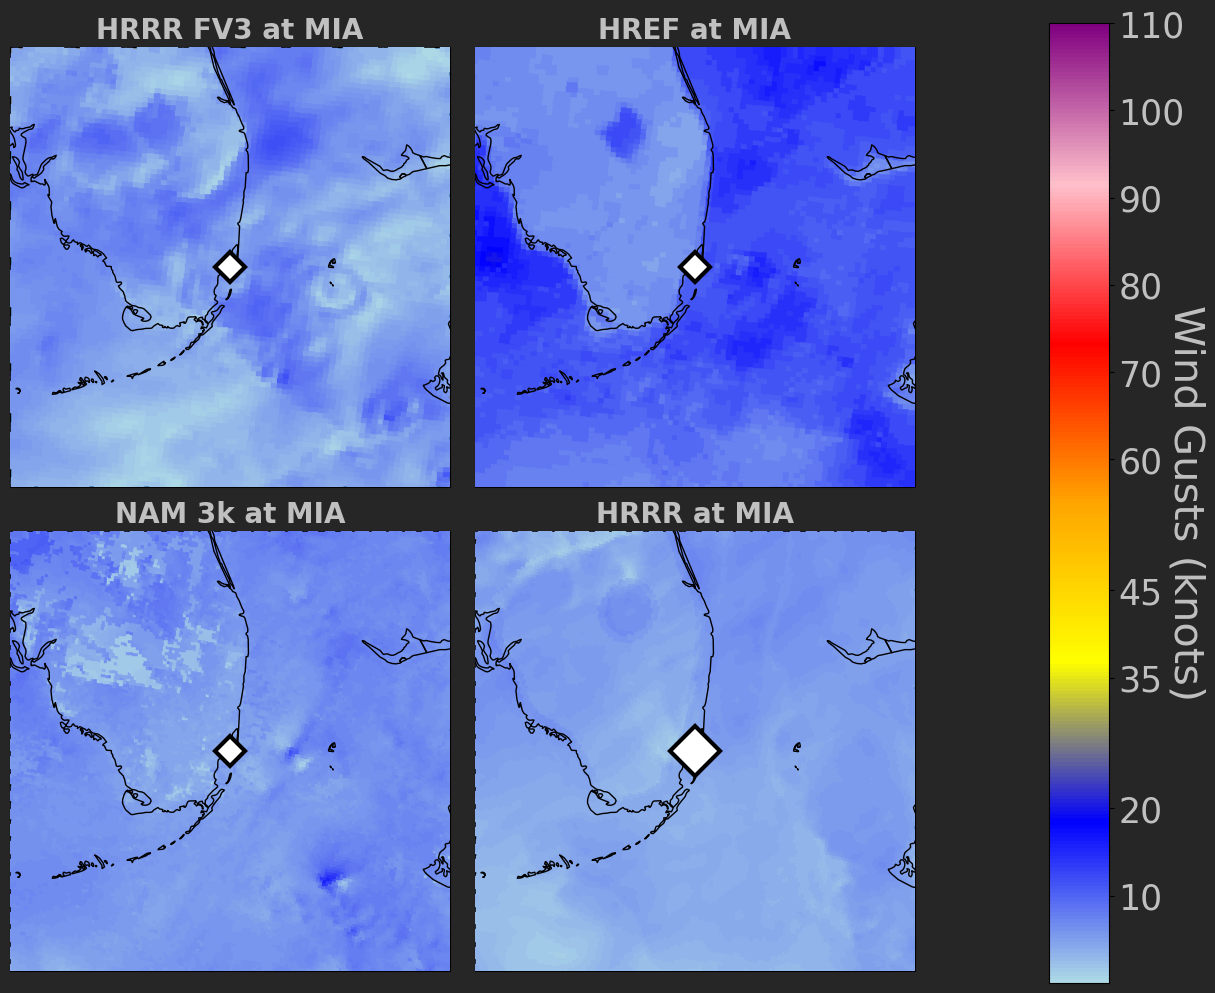 HRRR FV3 at MIA
HREF at MIA
NAM 3k at MIA
HRRR at MIA
110
100
90
80
70
60
45
35
20
10
Wind Gusts (knots)